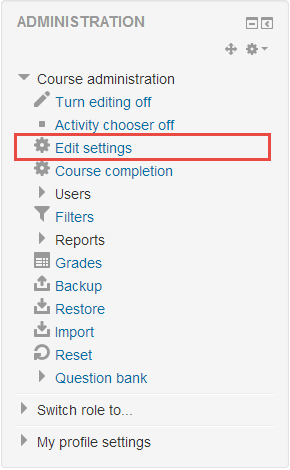 ADMINISTRATION
Course administration
Turn editing off
Activity chooser off
Edit settings
Course completion
Users
Filters
Reports
Grades
Backup
Restore
Import
Reset
Question bank
Switch role to...
My profile settings